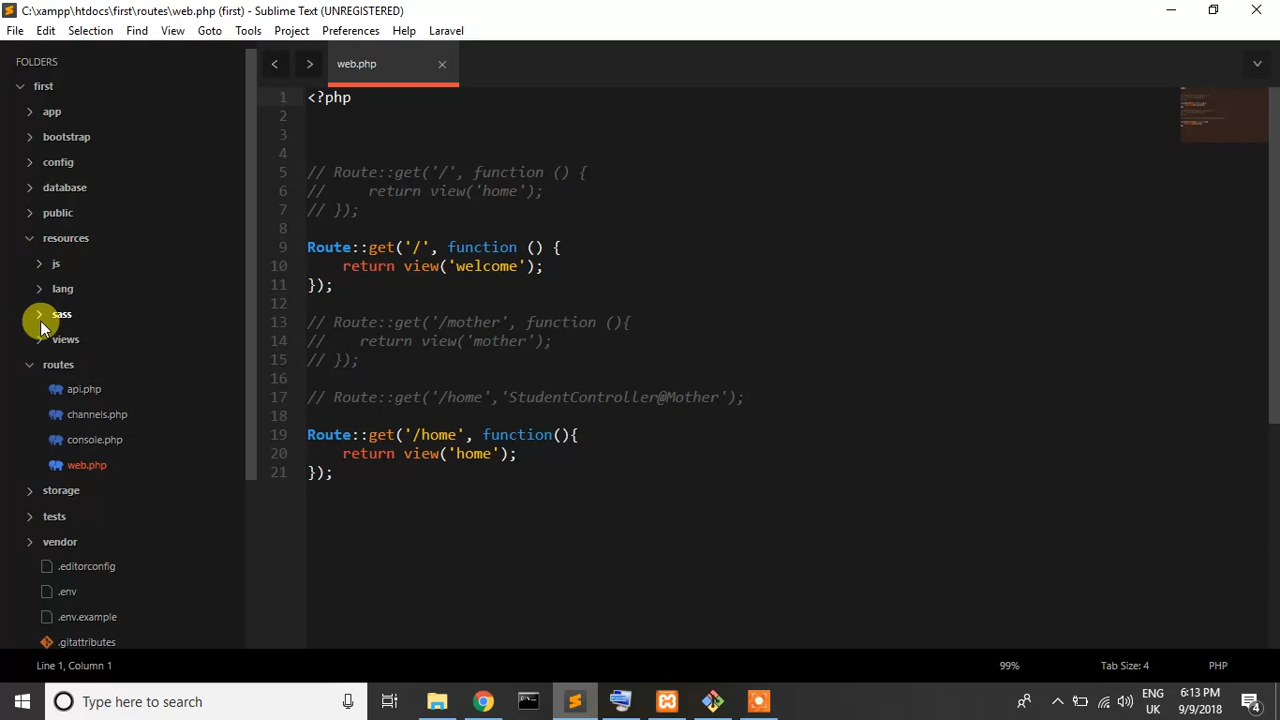 C:\xampp\htdocs\first\routes\web.php (first) - Sublime Text (UNREGISTERED)
File Edit Selection Find View Goto Tools Project Preferences Help Laravel
FOLDERS
first
app
bootstrap
config
database
public
resources
js
lang
sass
views
routes
api.php
channels.php
console.php
web.php
storage
tests
vendor
.editorconfig
.env
.env.example
.gitattributes
web.php
1 <?php
2
3
4
5 // Route::get('/', function () {
6 //     return view('home');
7 // });
8
9 Route::get('/', function () {
10     return view('welcome');
11 });
12
13 // Route::get('/mother', function (){
14 //    return view('mother');
15 // });
16
17 // Route::get('/home','StudentController@Mother');
18
19 Route::get('/home', function(){
20     return view('home');
21 });
Line 1, Column 1 99% Tab Size: 4 PHP
Type here to search
ENG
UK
6:13 PM
9/9/2018
4